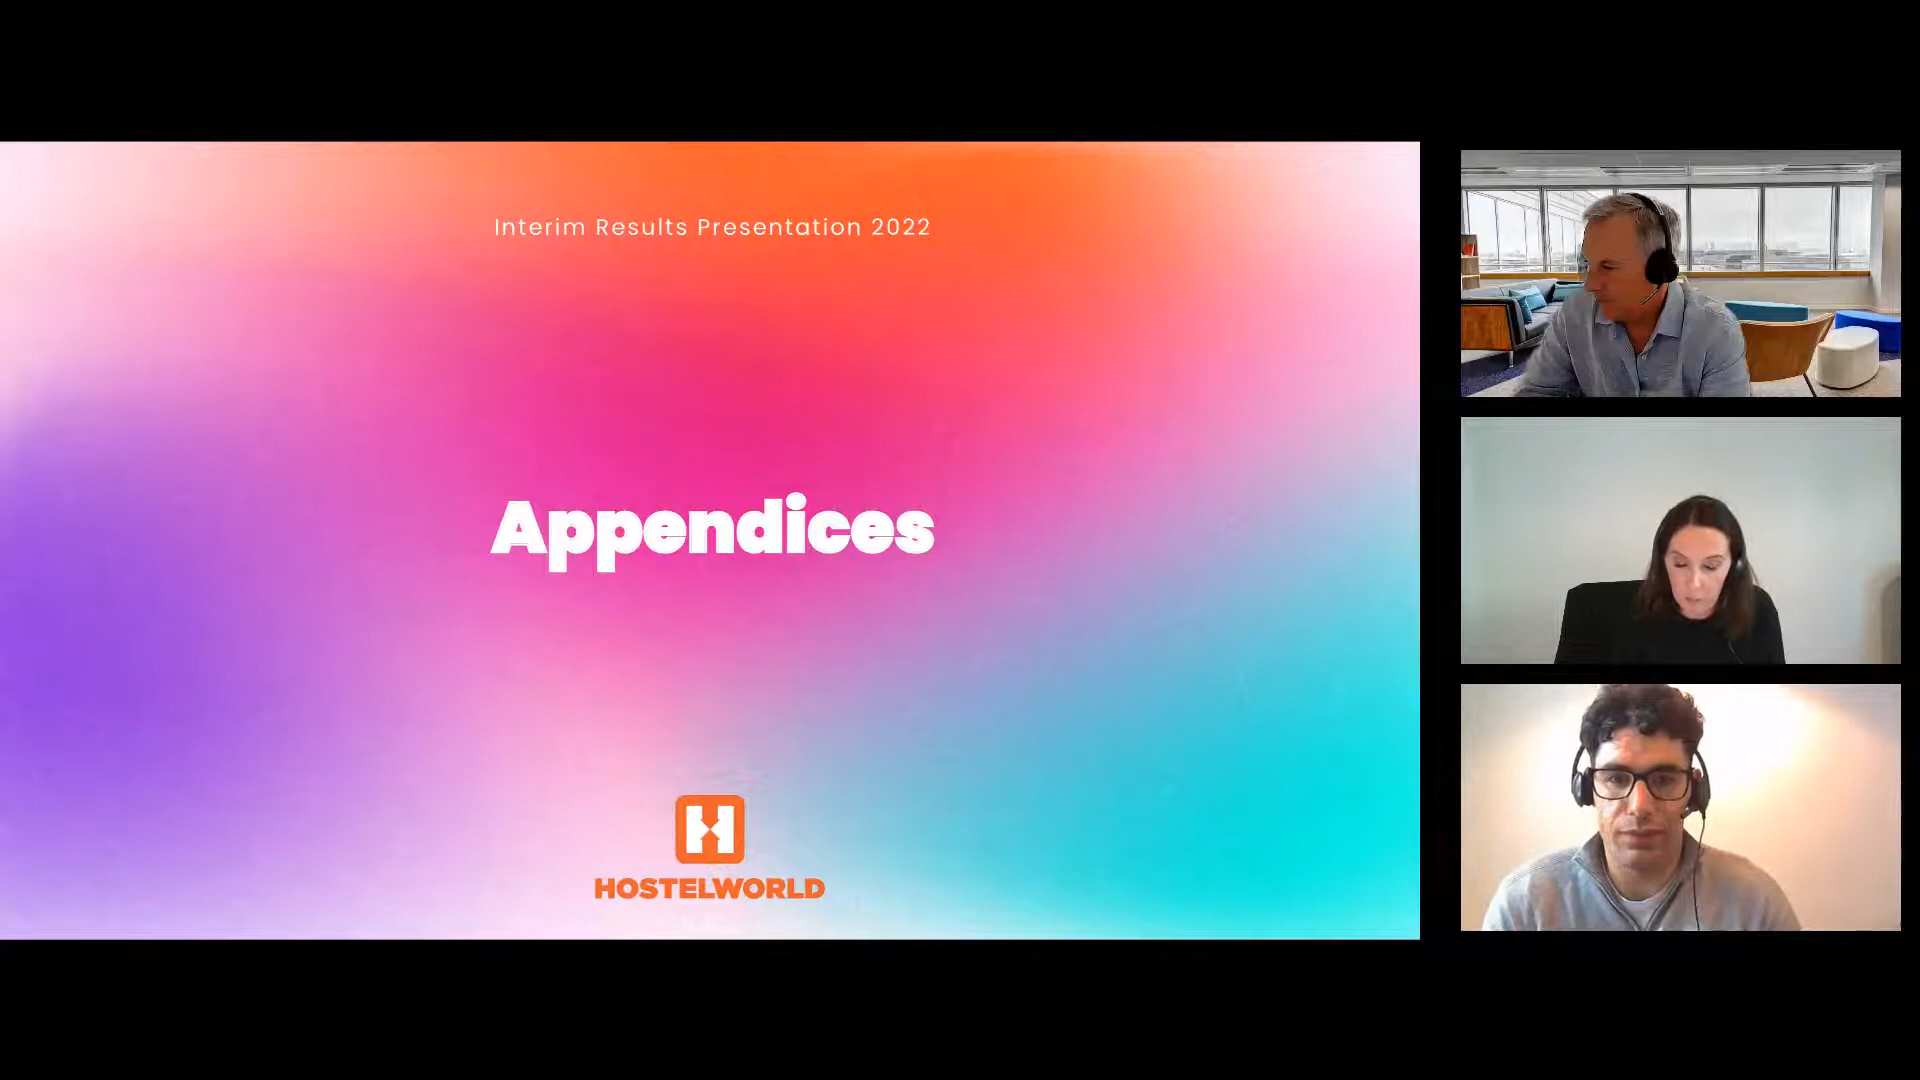 Interim Results Presentation 2022
Appendices
H
HOSTELWORLD